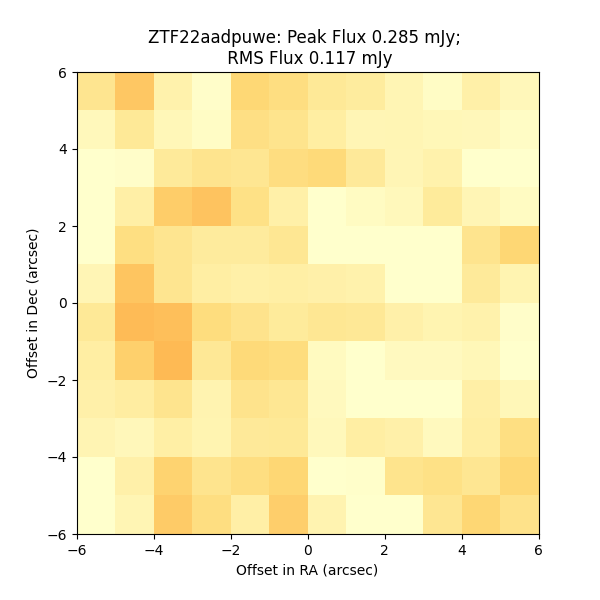 ZTF22aadpuwe: Peak Flux 0.285 mJy;
RMS Flux 0.117 mJy
6
4
2
0
−2
−4
−6
Offset in Dec (arcsec)
−6 −4 −2 0 2 4 6
Offset in RA (arcsec)